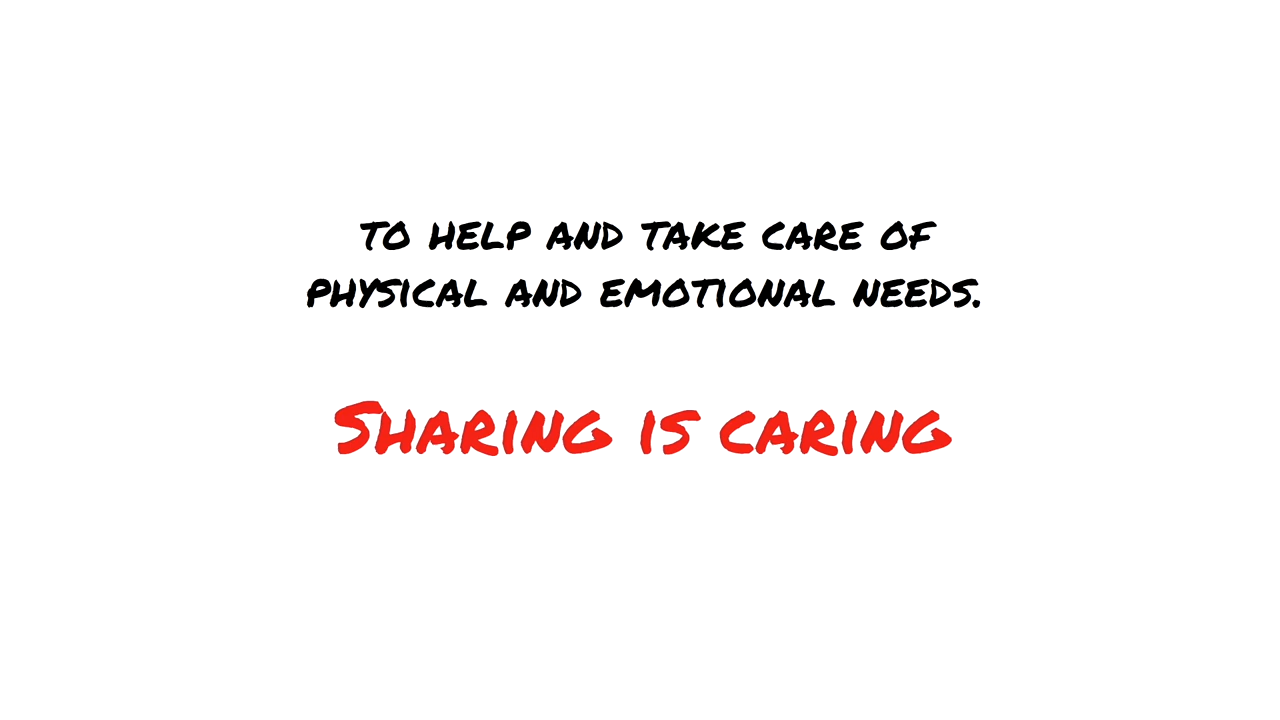 to help and take care of
physical and emotional needs.
Sharing is caring